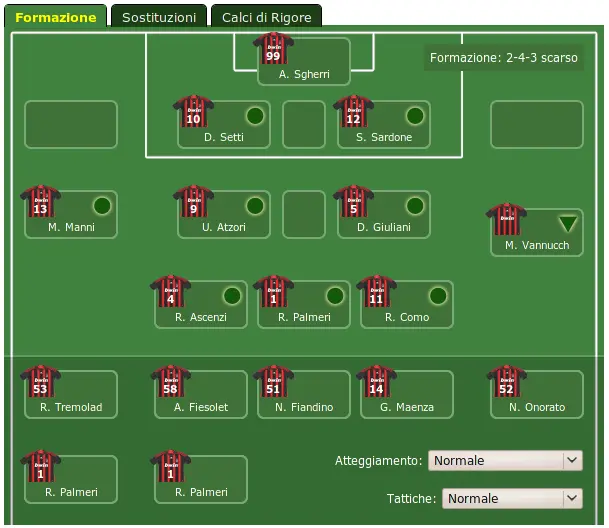 Formazione Sostituzioni Calci di Rigore
99
Formazione: 2-4-3 scarso
A. Sgherri
10 12
D. Setti S. Sardone
13 9 5
M. Manni U. Atzori D. Giuliani
M. Vannucch
4 1 11
R. Ascenzi R. Palmeri R. Como
53 58 51 14 52
R. Tremolad A. Fiesolet N. Fiandino G. Maenza N. Onorato
Atteggiamento: Normale
1 1
R. Palmeri R. Palmeri
Tattiche: Normale